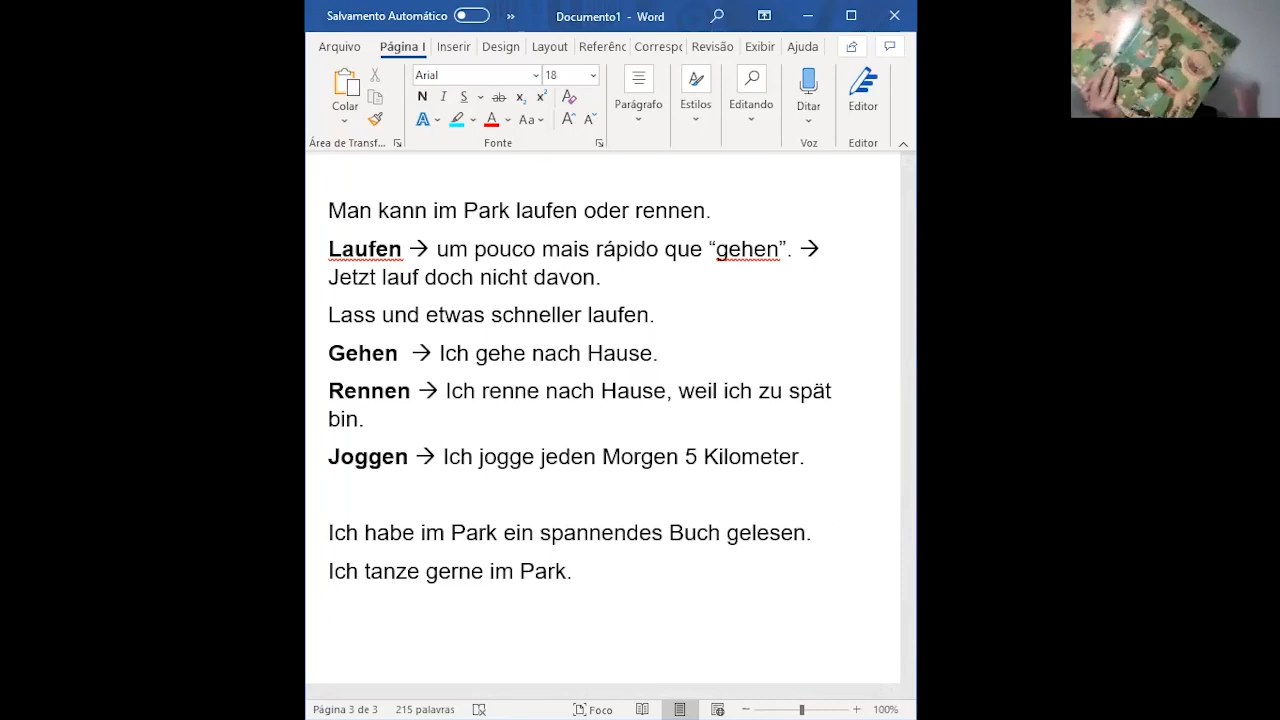 Salvamento Automático » Documento1 - Word
Arquivo Página I Inserir Design Layout Referênc Corresp Revisão Exibir Ajuda
Arial 18
Colar N I S ab x₂ x² A Parágrafo Estilos Editando Ditar Editor
A A Aa A^ Aˇ
Área de Transf... Fonte Voz Editor
Man kann im Park laufen oder rennen.
Laufen → um pouco mais rápido que “gehen”. →
Jetzt lauf doch nicht davon.
Lass und etwas schneller laufen.
Gehen → Ich gehe nach Hause.
Rennen → Ich renne nach Hause, weil ich zu spät
bin.
Joggen → Ich jogge jeden Morgen 5 Kilometer.
Ich habe im Park ein spannendes Buch gelesen.
Ich tanze gerne im Park.
Página 3 de 3 215 palavras Foco 100%